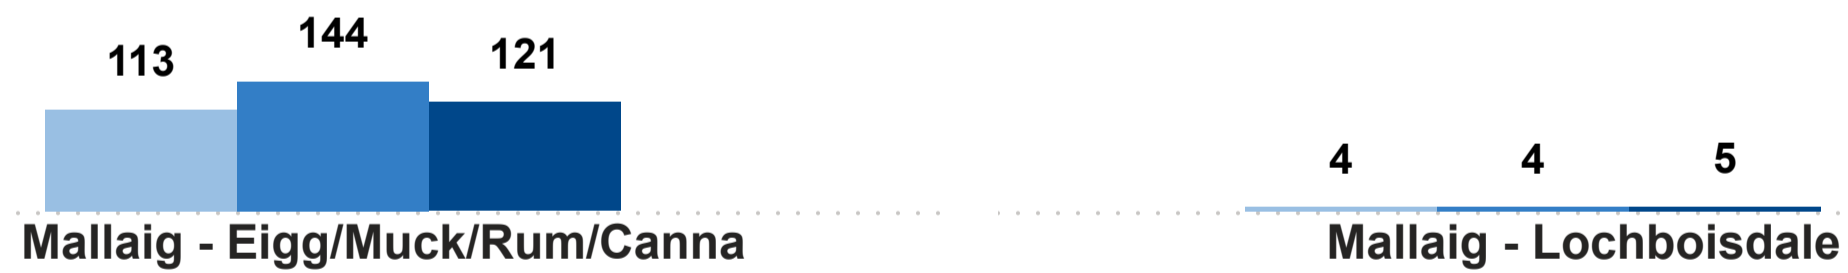 113 144 121
4 4 5
Mallaig - Eigg/Muck/Rum/Canna
Mallaig - Lochboisdale